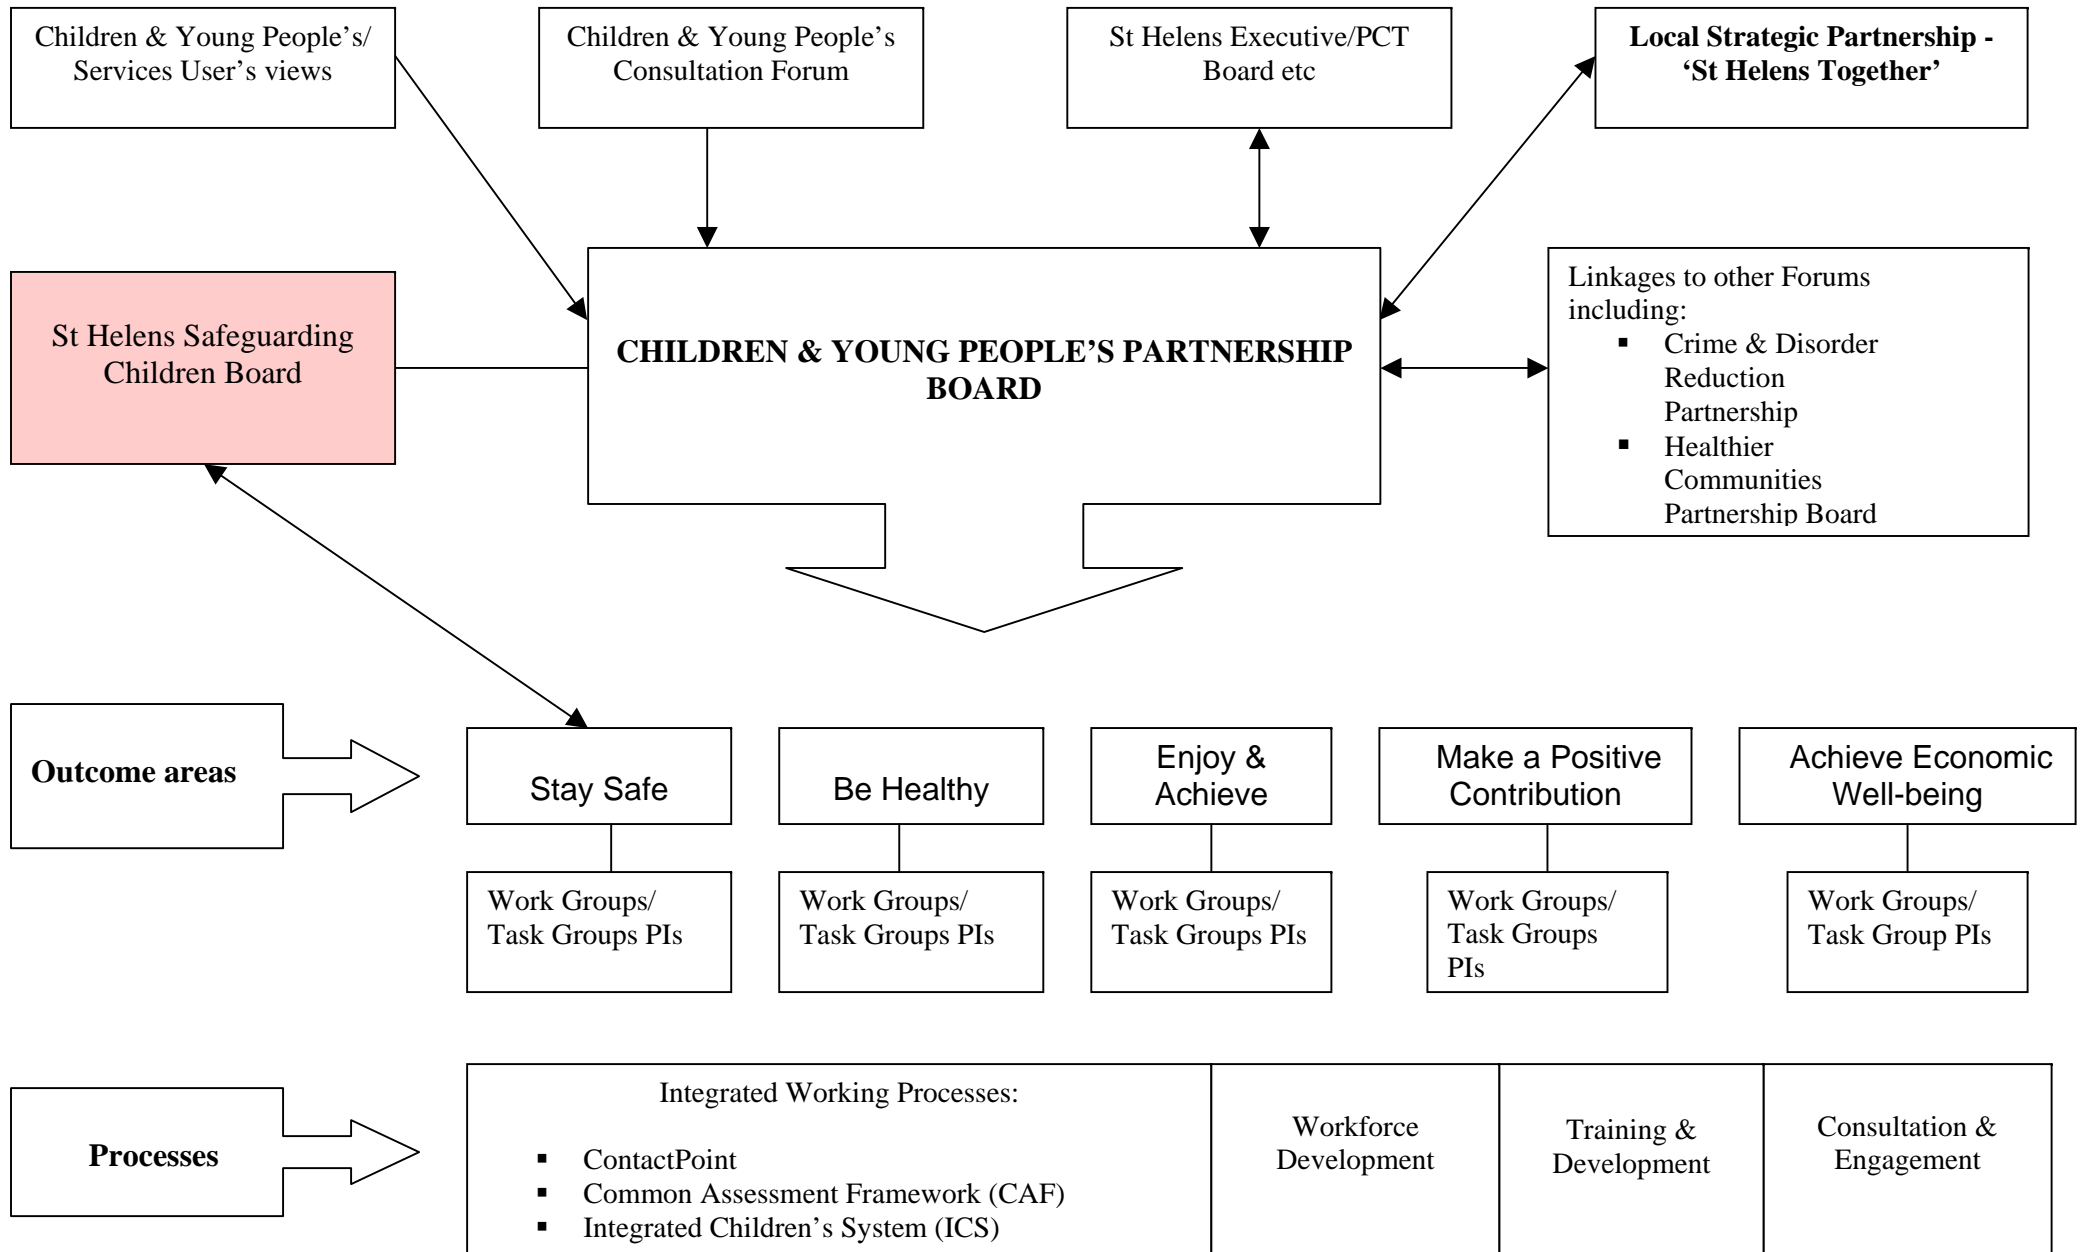 Children & Young People’s/
Services User’s views
Children & Young People’s
Consultation Forum
St Helens Executive/PCT
Board etc
Local Strategic Partnership -
‘St Helens Together’
St Helens Safeguarding
Children Board
CHILDREN & YOUNG PEOPLE’S PARTNERSHIP
BOARD
Linkages to other Forums
including:
▪ Crime & Disorder
Reduction
Partnership
▪ Healthier
Communities
Partnership Board
Outcome areas
Stay Safe
Be Healthy
Enjoy &
Achieve
Make a Positive
Contribution
Achieve Economic
Well-being
Work Groups/
Task Groups PIs
Work Groups/
Task Groups PIs
Work Groups/
Task Groups PIs
Work Groups/
Task Groups
PIs
Work Groups/
Task Group PIs
Processes
Integrated Working Processes:
▪ ContactPoint
▪ Common Assessment Framework (CAF)
▪ Integrated Children’s System (ICS)
Workforce
Development
Training &
Development
Consultation &
Engagement